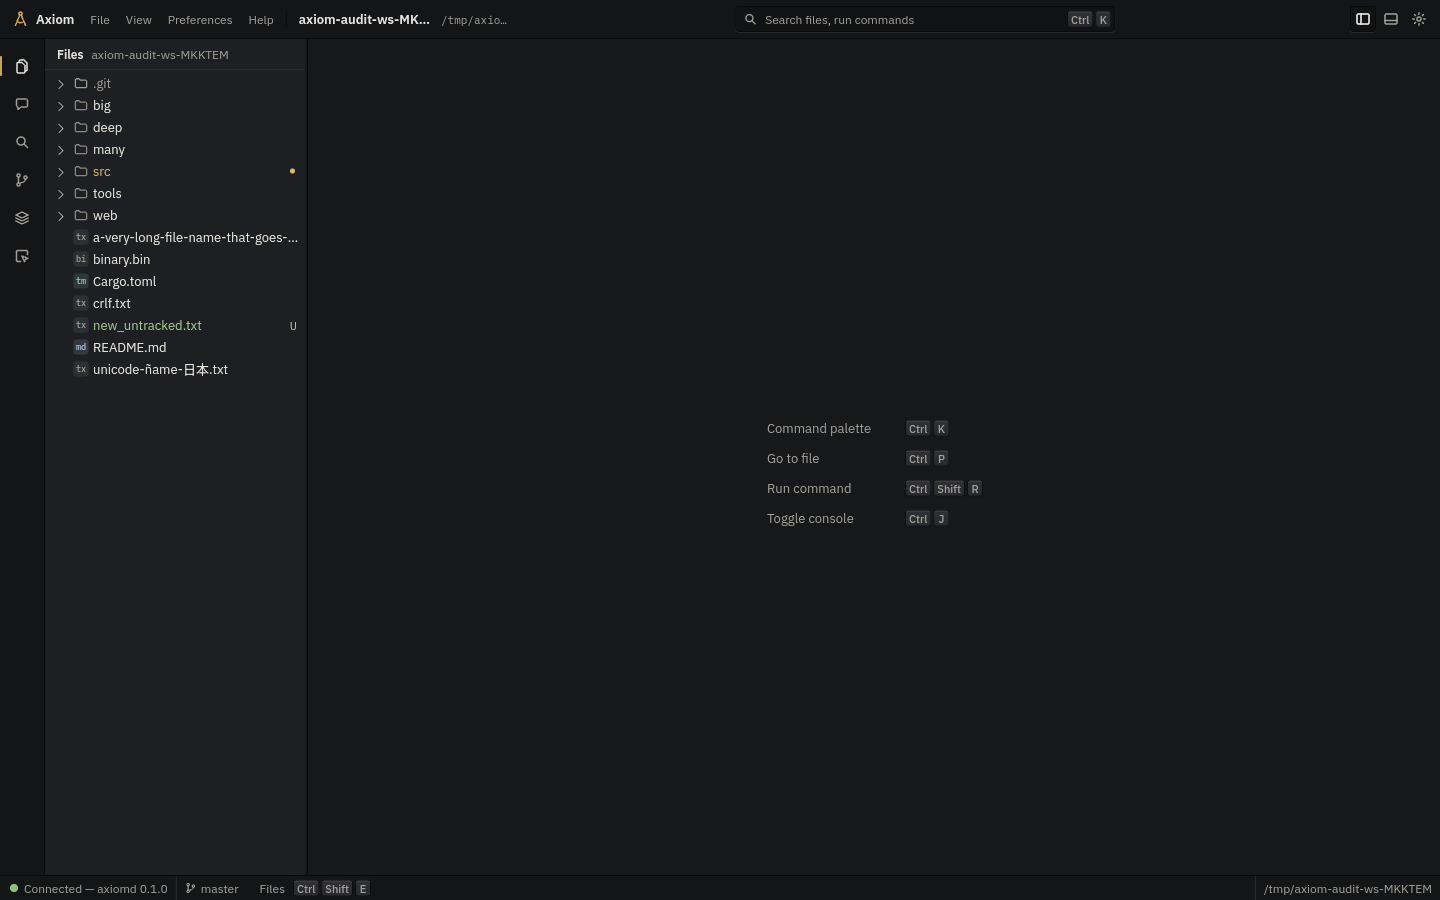 Axiom File View Preferences Help axiom-audit-ws-MK... /tmp/axio… Search files, run commands Ctrl K
Files axiom-audit-ws-MKKTEM
.git
big
deep
many
src
tools
web
tx a-very-long-file-name-that-goes-...
bi binary.bin
tm Cargo.toml
tx crlf.txt
tx new_untracked.txt U
md README.md
tx unicode-ñame-日本.txt
Command palette Ctrl K
Go to file Ctrl P
Run command Ctrl Shift R
Toggle console Ctrl J
Connected — axiomd 0.1.0 master Files Ctrl Shift E /tmp/axiom-audit-ws-MKKTEM